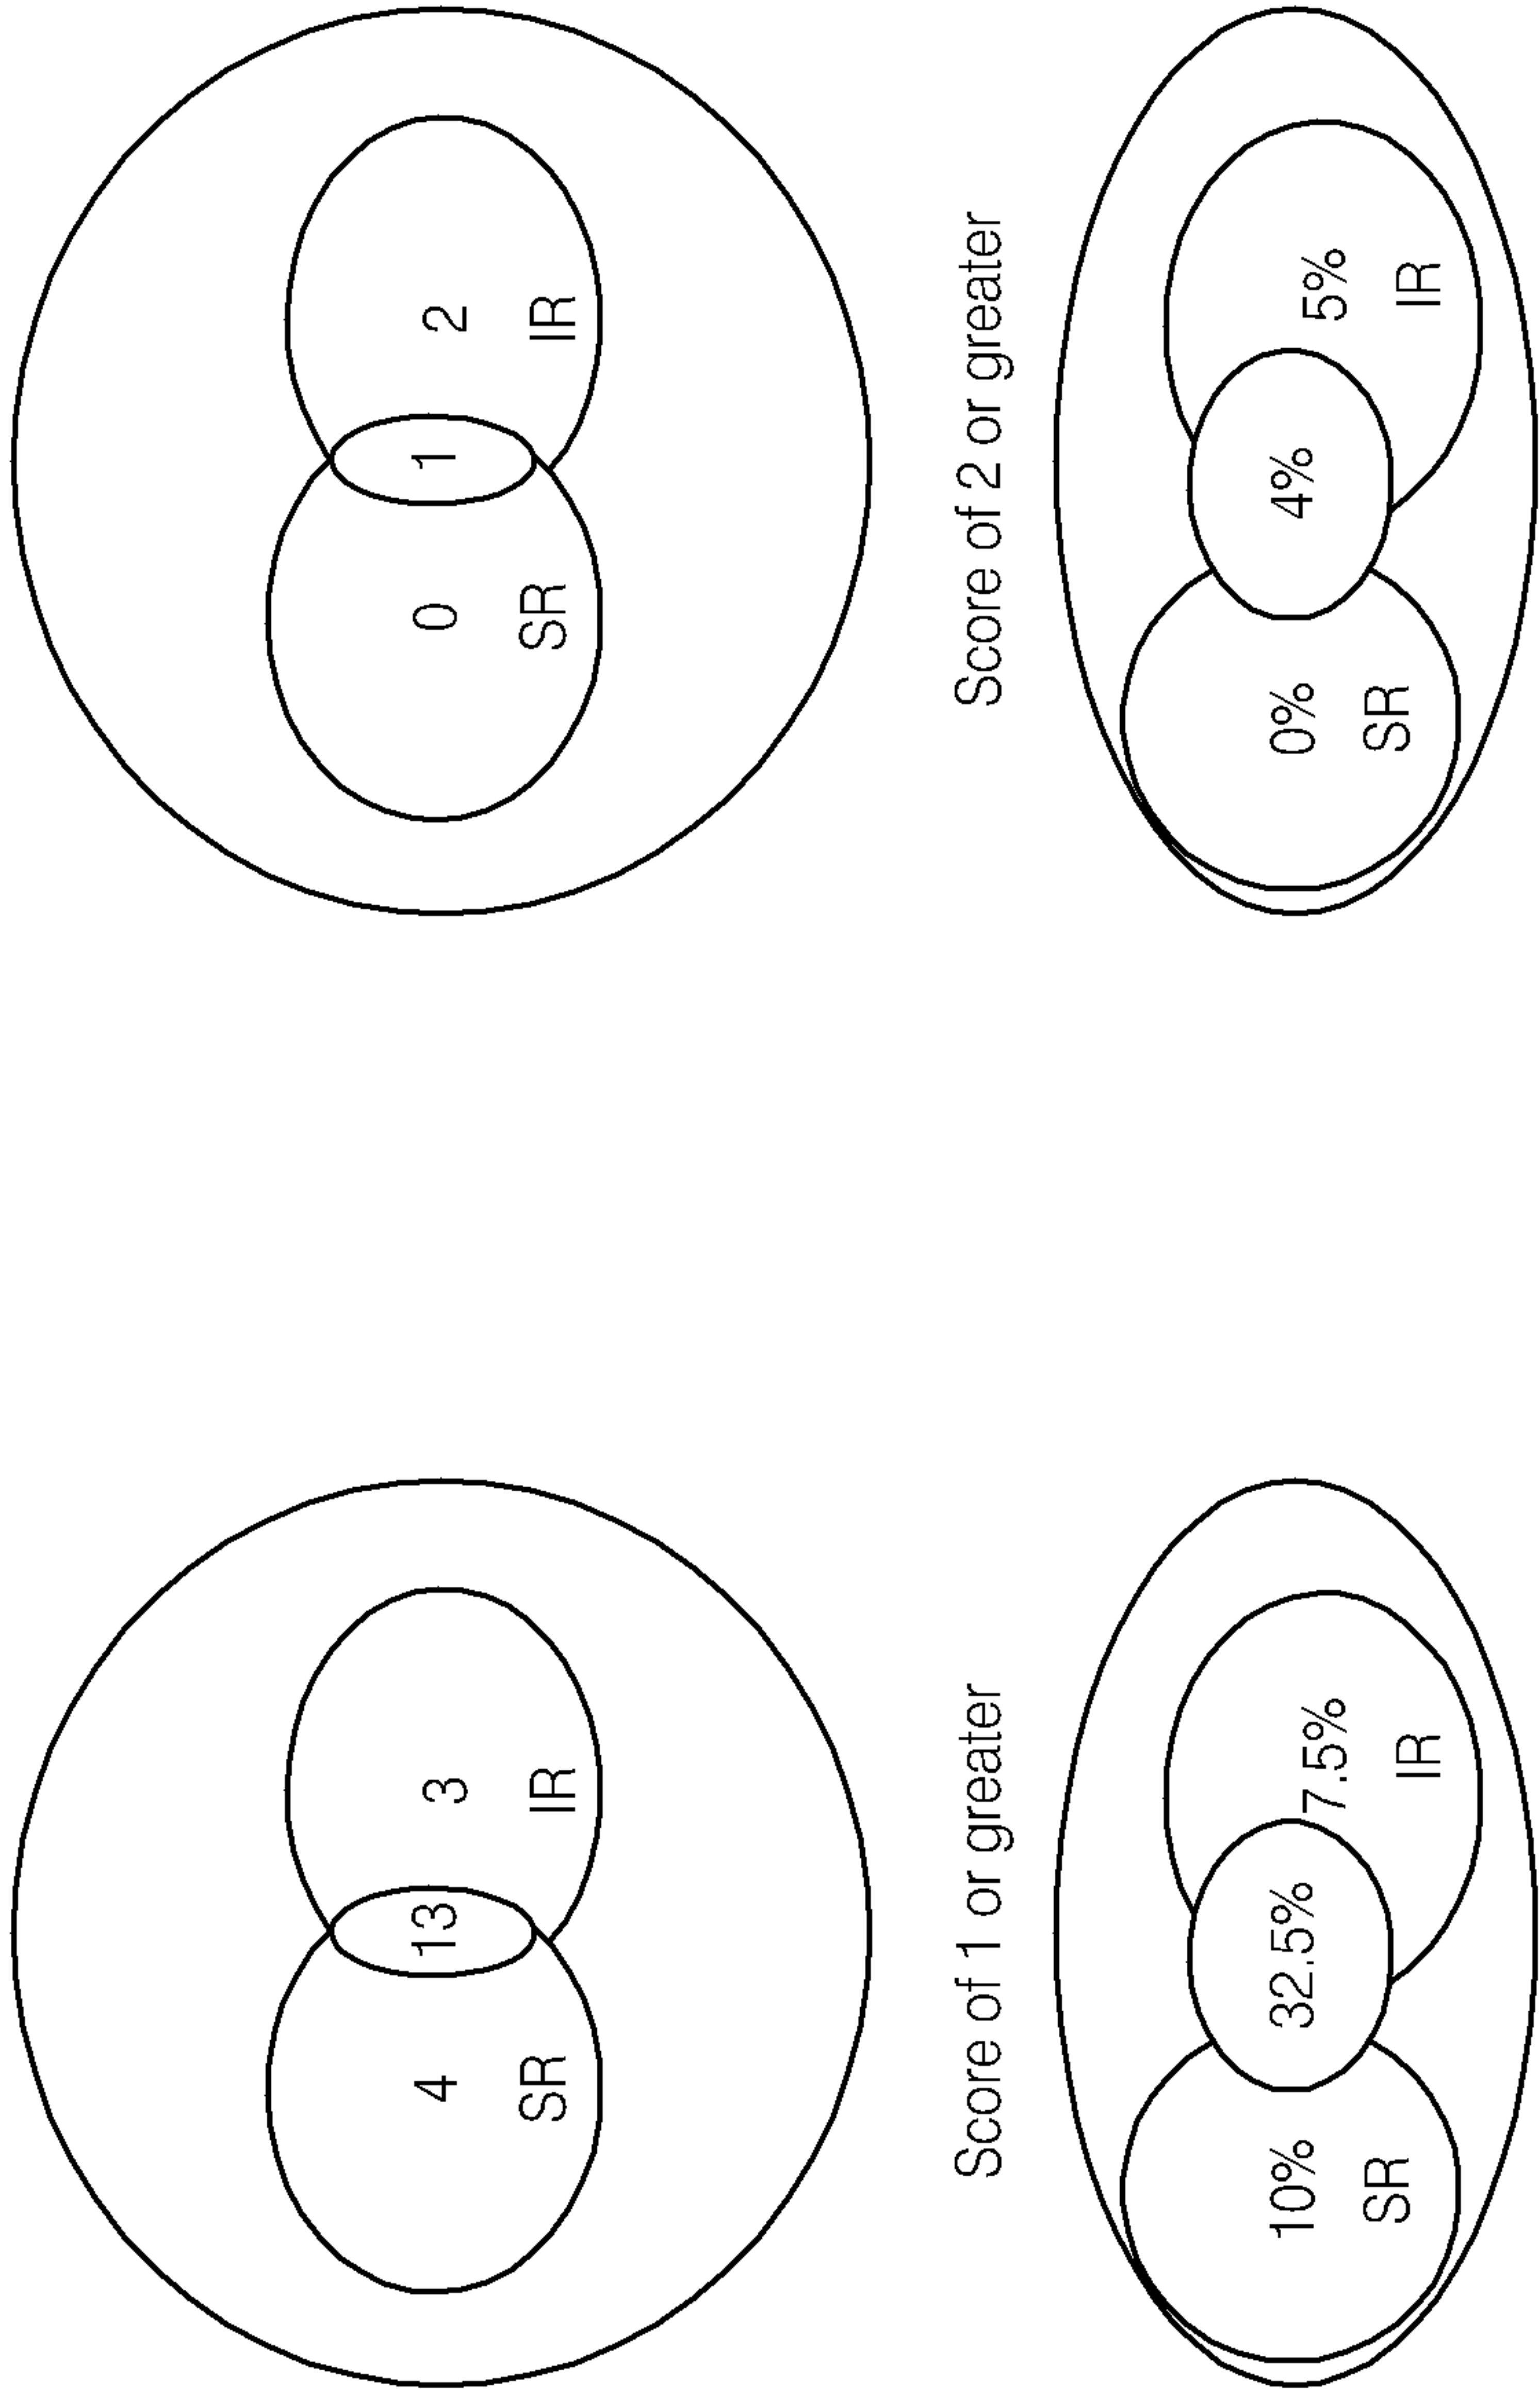 4 13 3
SR IR
0 1 2
SR IR
Score of 1 or greater
Score of 2 or greater
10% 32.5% 7.5%
SR IR
0% 4% 5%
SR IR